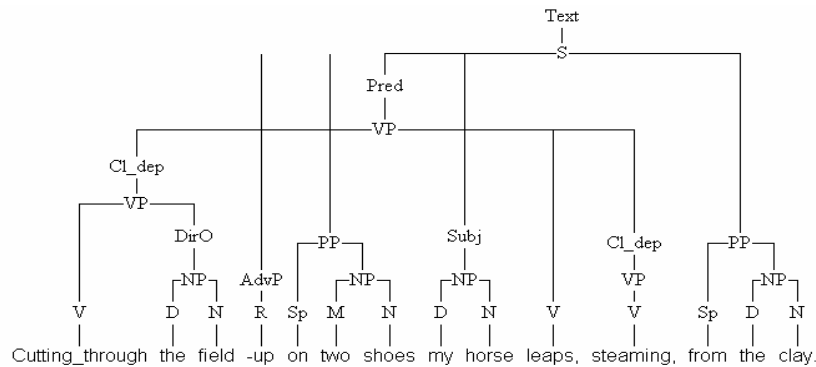 Text
S
Pred
VP
Cl_dep
VP
DirO PP Subj Cl_dep PP
NP AdvP NP NP VP NP
V D N R Sp M N D N V V Sp D N
Cutting_through the field -up on two shoes my horse leaps, steaming, from the clay.